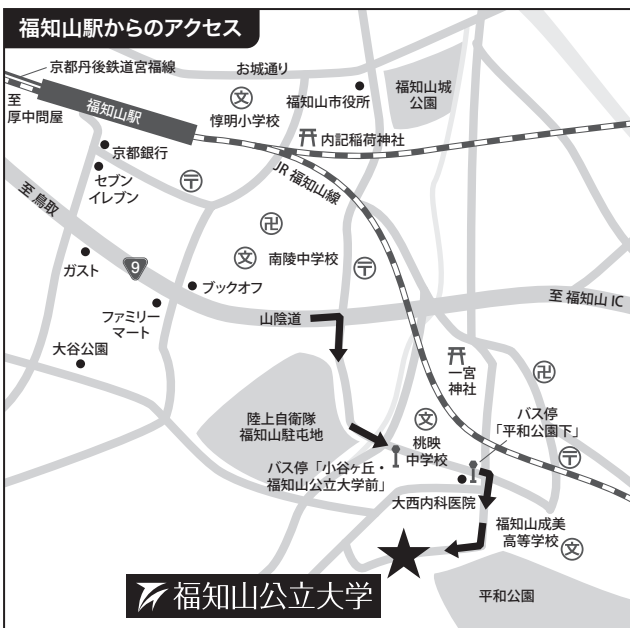 福知山駅からのアクセス
京都丹後鉄道宮福線
お城通り
至
厚中問屋
福知山駅
文
惇明小学校
福知山市役所
福知山城
公園
内記稲荷神社
京都銀行
セブン
イレブン
〒
JR 福知山線
至 鳥取
卍
文
南陵中学校
〒
ガスト
9
ブックオフ
ファミリー
マート
山陰道
至 福知山 IC
大谷公園
一宮
神社
卍
陸上自衛隊
福知山駐屯地
文
桃映
中学校
バス停
「平和公園下」
〒
バス停「小谷ヶ丘・
福知山公立大学前」
大西内科医院
福知山成美
高等学校
文
福知山公立大学
平和公園